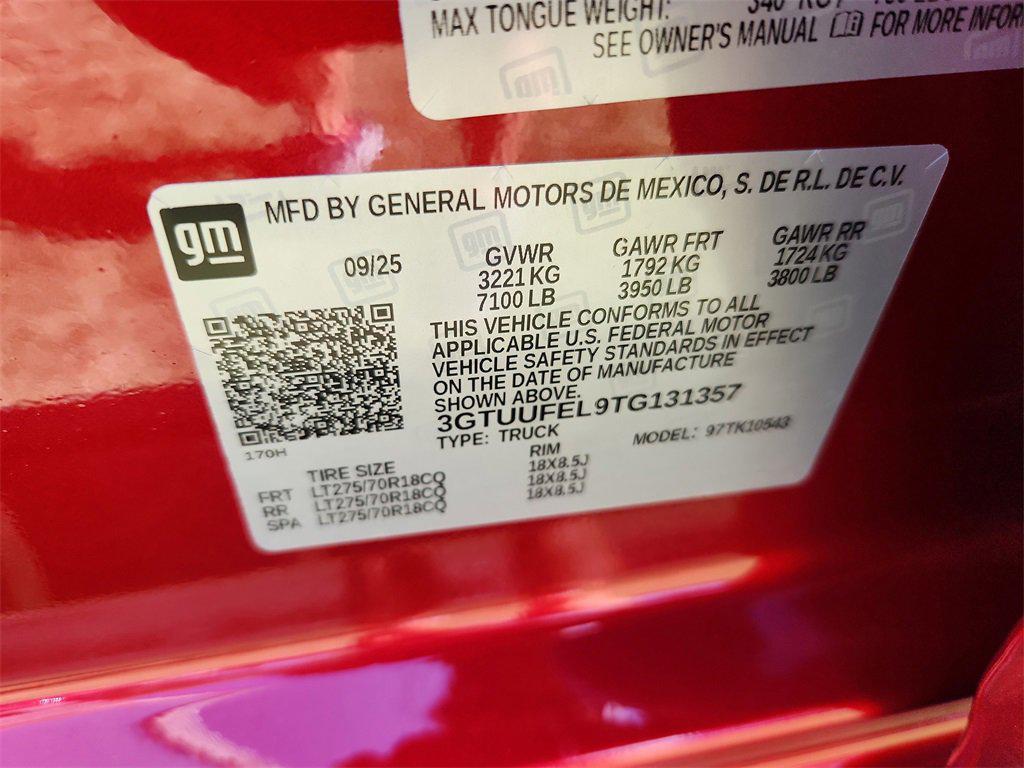 MAX TONGUE WEIGHT:
SEE OWNER'S MANUAL FOR MORE INFOR
gm
MFD BY GENERAL MOTORS DE MEXICO, S. DE R.L. DE C.V.
09/25
GVWR GAWR FRT GAWR RR
3221 KG 1792 KG 1724 KG
7100 LB 3950 LB 3800 LB
THIS VEHICLE CONFORMS TO ALL
APPLICABLE U.S. FEDERAL MOTOR
VEHICLE SAFETY STANDARDS IN EFFECT
ON THE DATE OF MANUFACTURE
SHOWN ABOVE.
3GTUUFEL9TG131357
TYPE: TRUCK MODEL: 97TK10543
170H
TIRE SIZE RIM
FRT LT275/70R18CQ 18X8.5J
RR LT275/70R18CQ 18X8.5J
SPA LT275/70R18CQ 18X8.5J